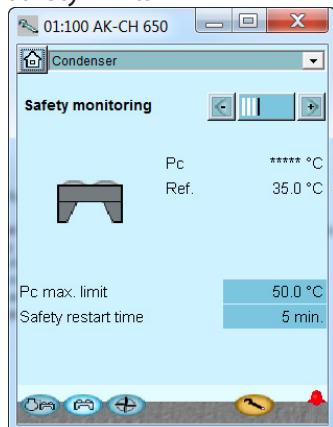 01:100 AK-CH 650
Condenser
Safety monitoring
Pc ***** °C
Ref. 35.0 °C
Pc max. limit 50.0 °C
Safety restart time 5 min.